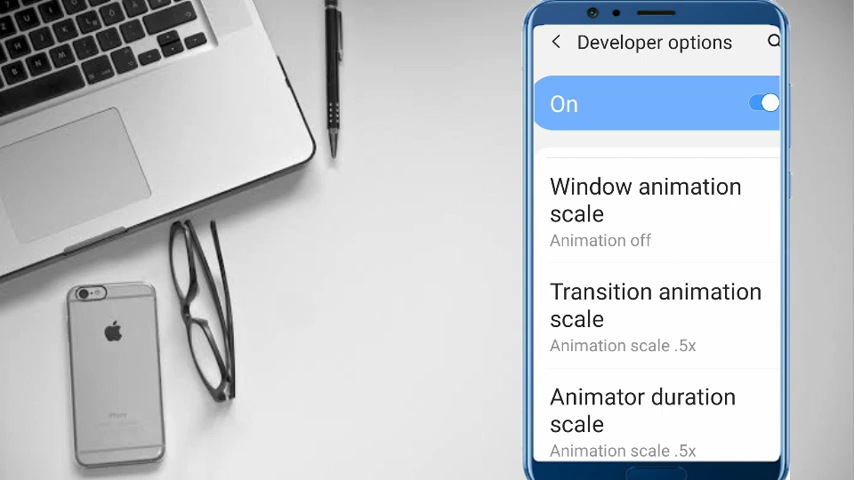 Developer options
On
Window animation
scale
Animation off
Transition animation
scale
Animation scale .5x
Animator duration
scale
Animation scale .5x